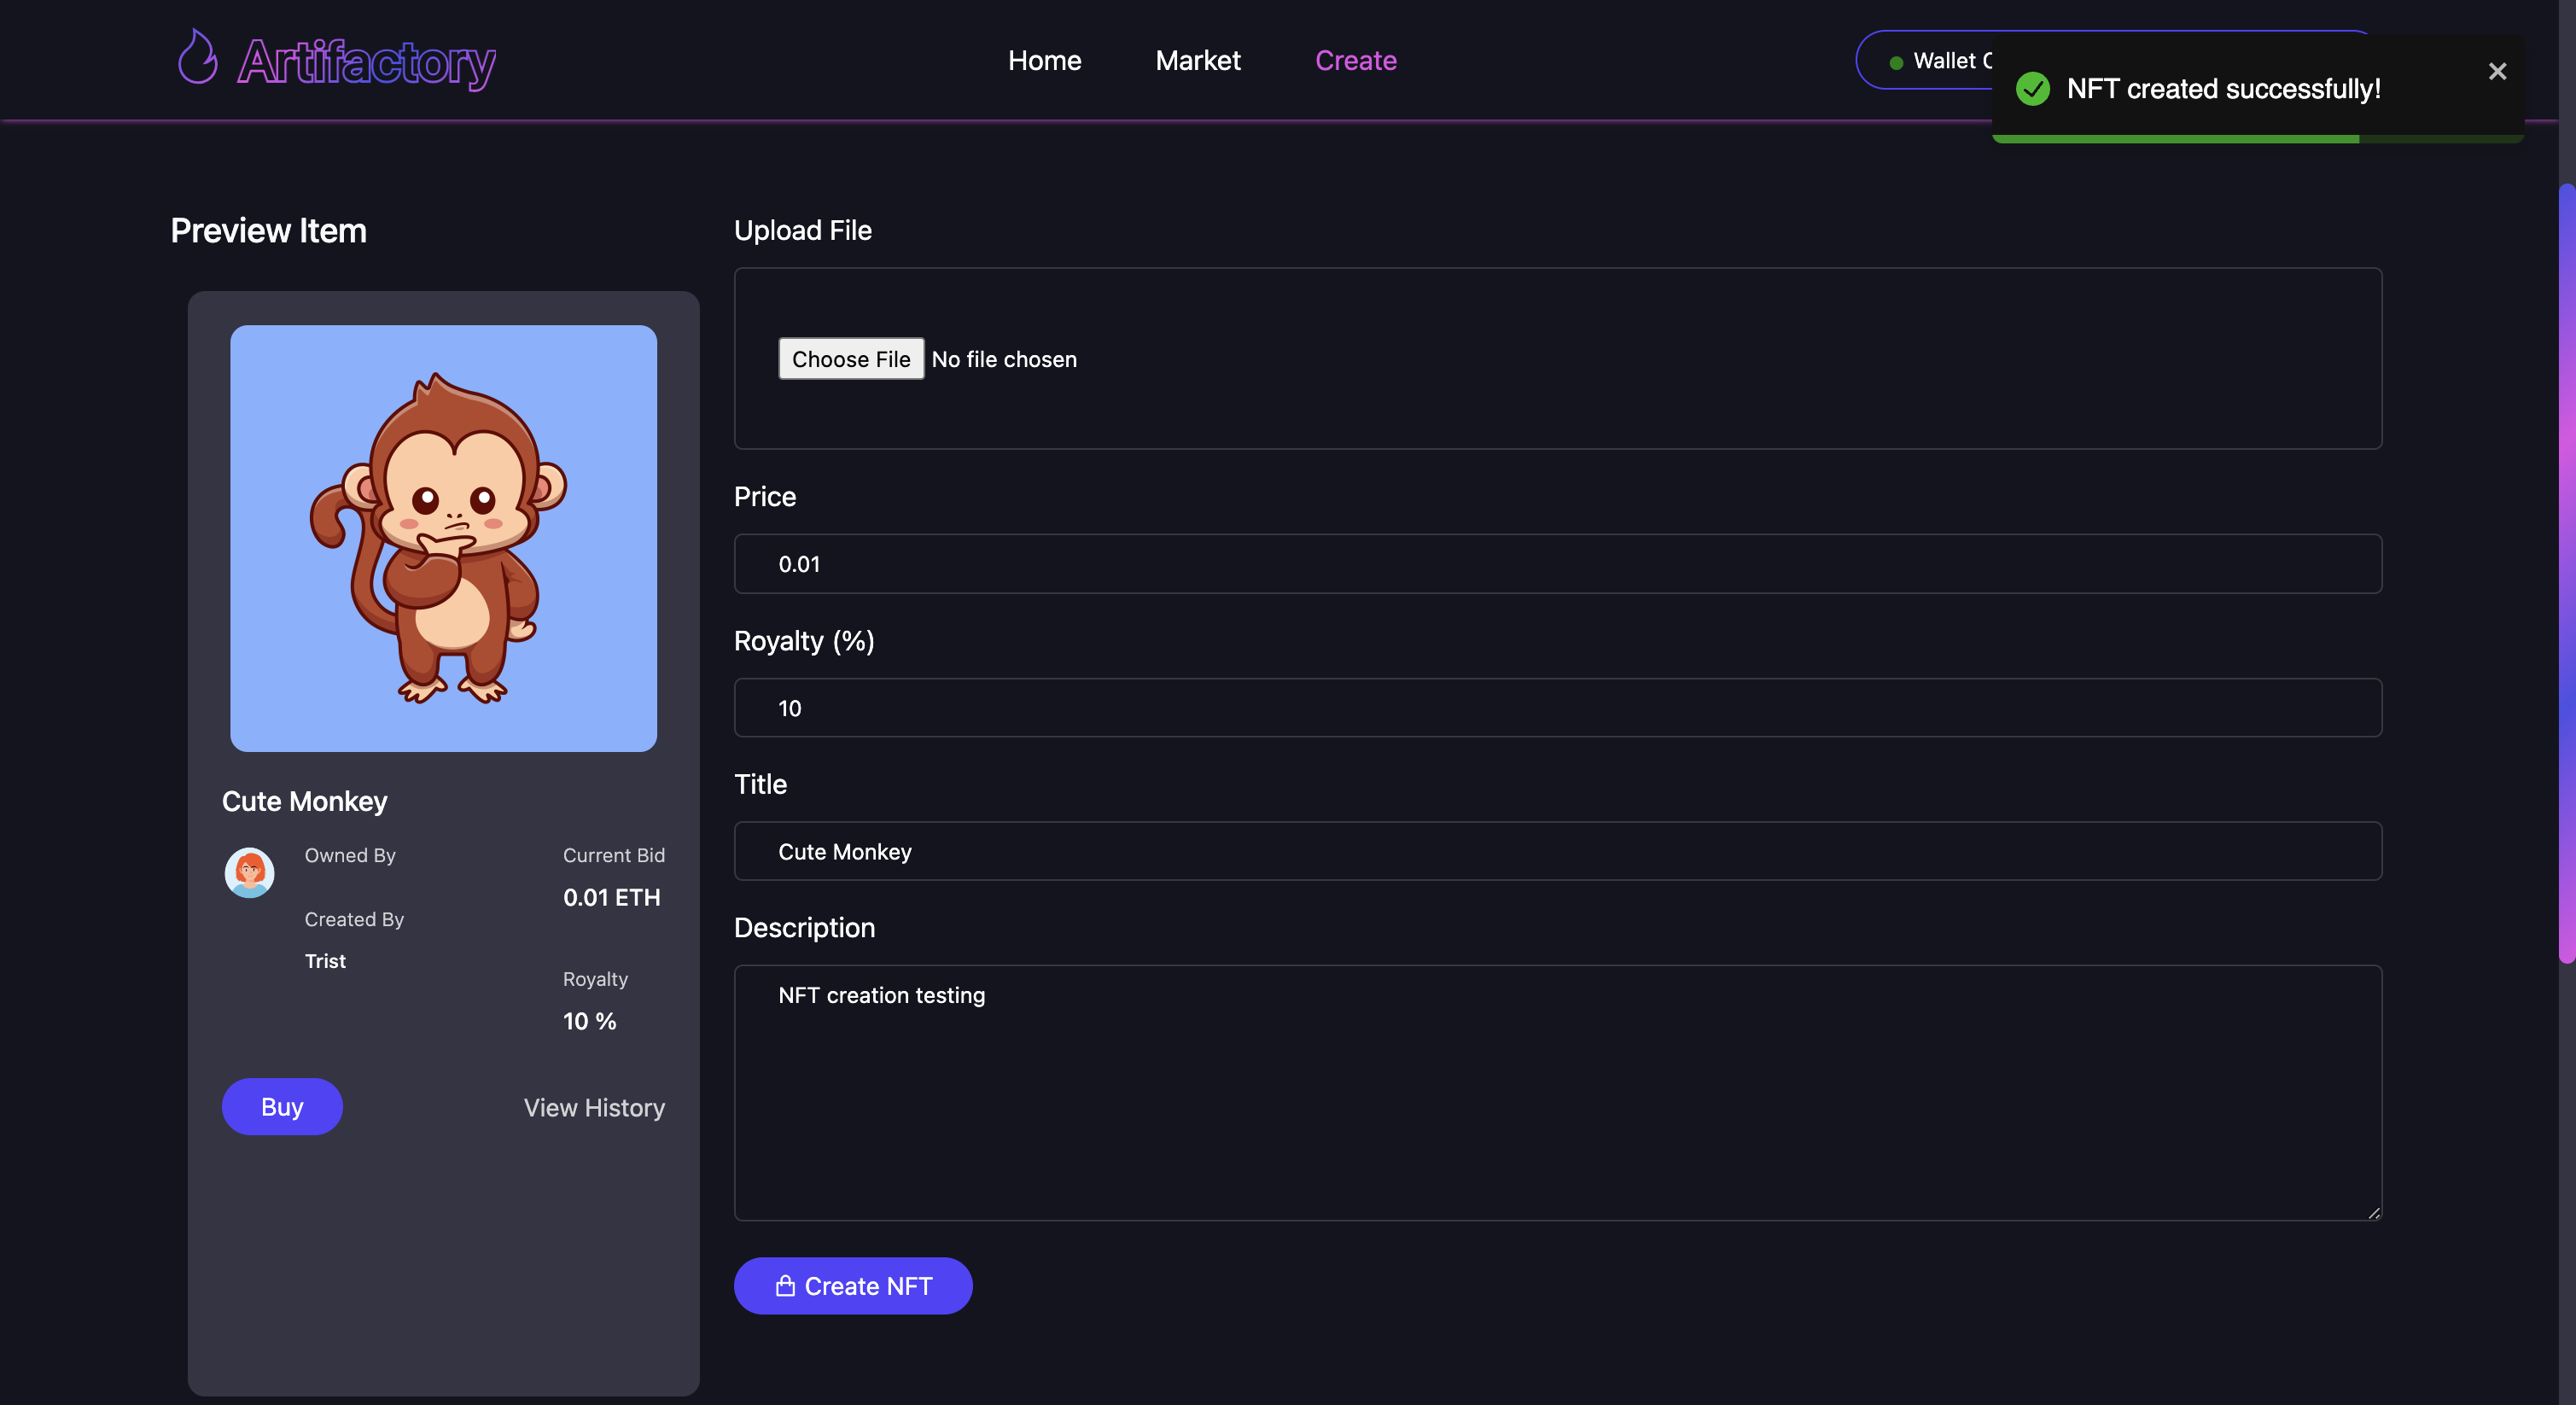 Artifactory
Home
Market
Create
Wallet
NFT created successfully!
Preview Item
Cute Monkey
Owned By
Current Bid
0.01 ETH
Created By
Trist
Royalty
10 %
Buy
View History
Upload File
Choose File No file chosen
Price
0.01
Royalty (%)
10
Title
Cute Monkey
Description
NFT creation testing
Create NFT